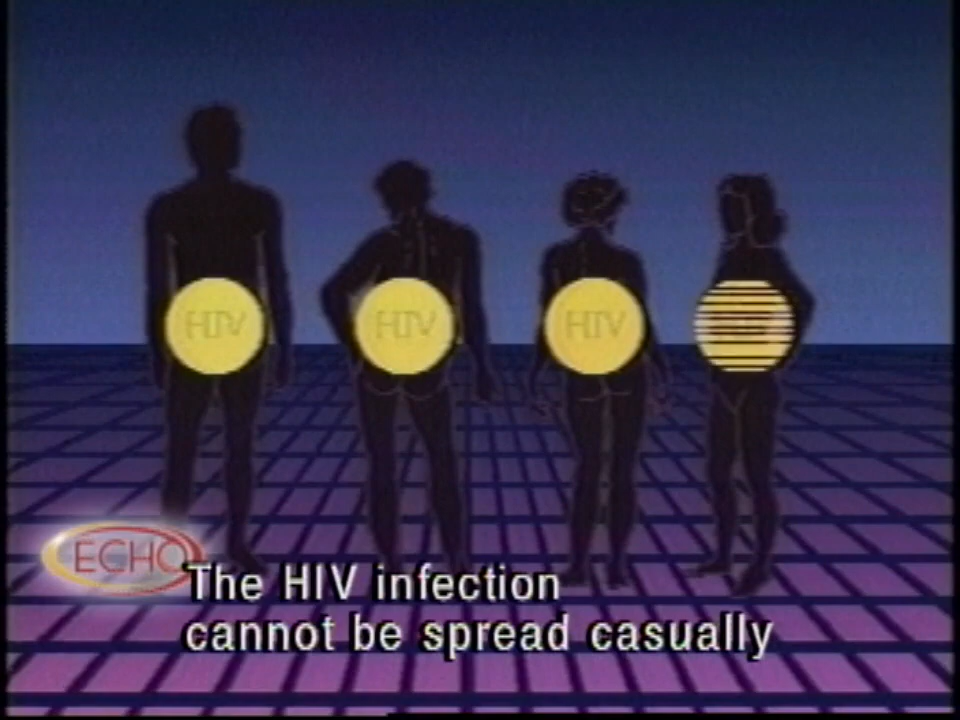 HIV
HIV
HIV
ECHO
The HIV infection
cannot be spread casually